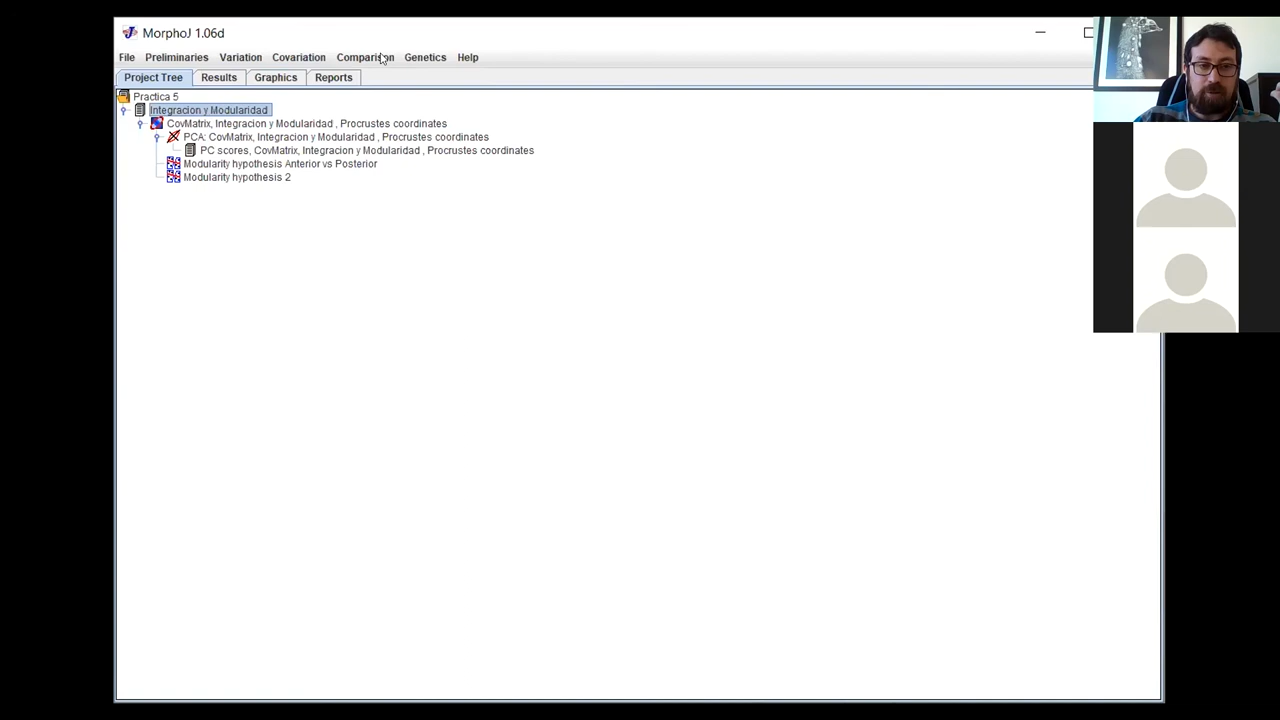 MorphoJ 1.06d
File Preliminaries Variation Covariation Comparison Genetics Help
Project Tree Results Graphics Reports
Practica 5
Integracion y Modularidad
CovMatrix, Integracion y Modularidad , Procrustes coordinates
PCA: CovMatrix, Integracion y Modularidad , Procrustes coordinates
PC scores, CovMatrix, Integracion y Modularidad , Procrustes coordinates
Modularity hypothesis Anterior vs Posterior
Modularity hypothesis 2